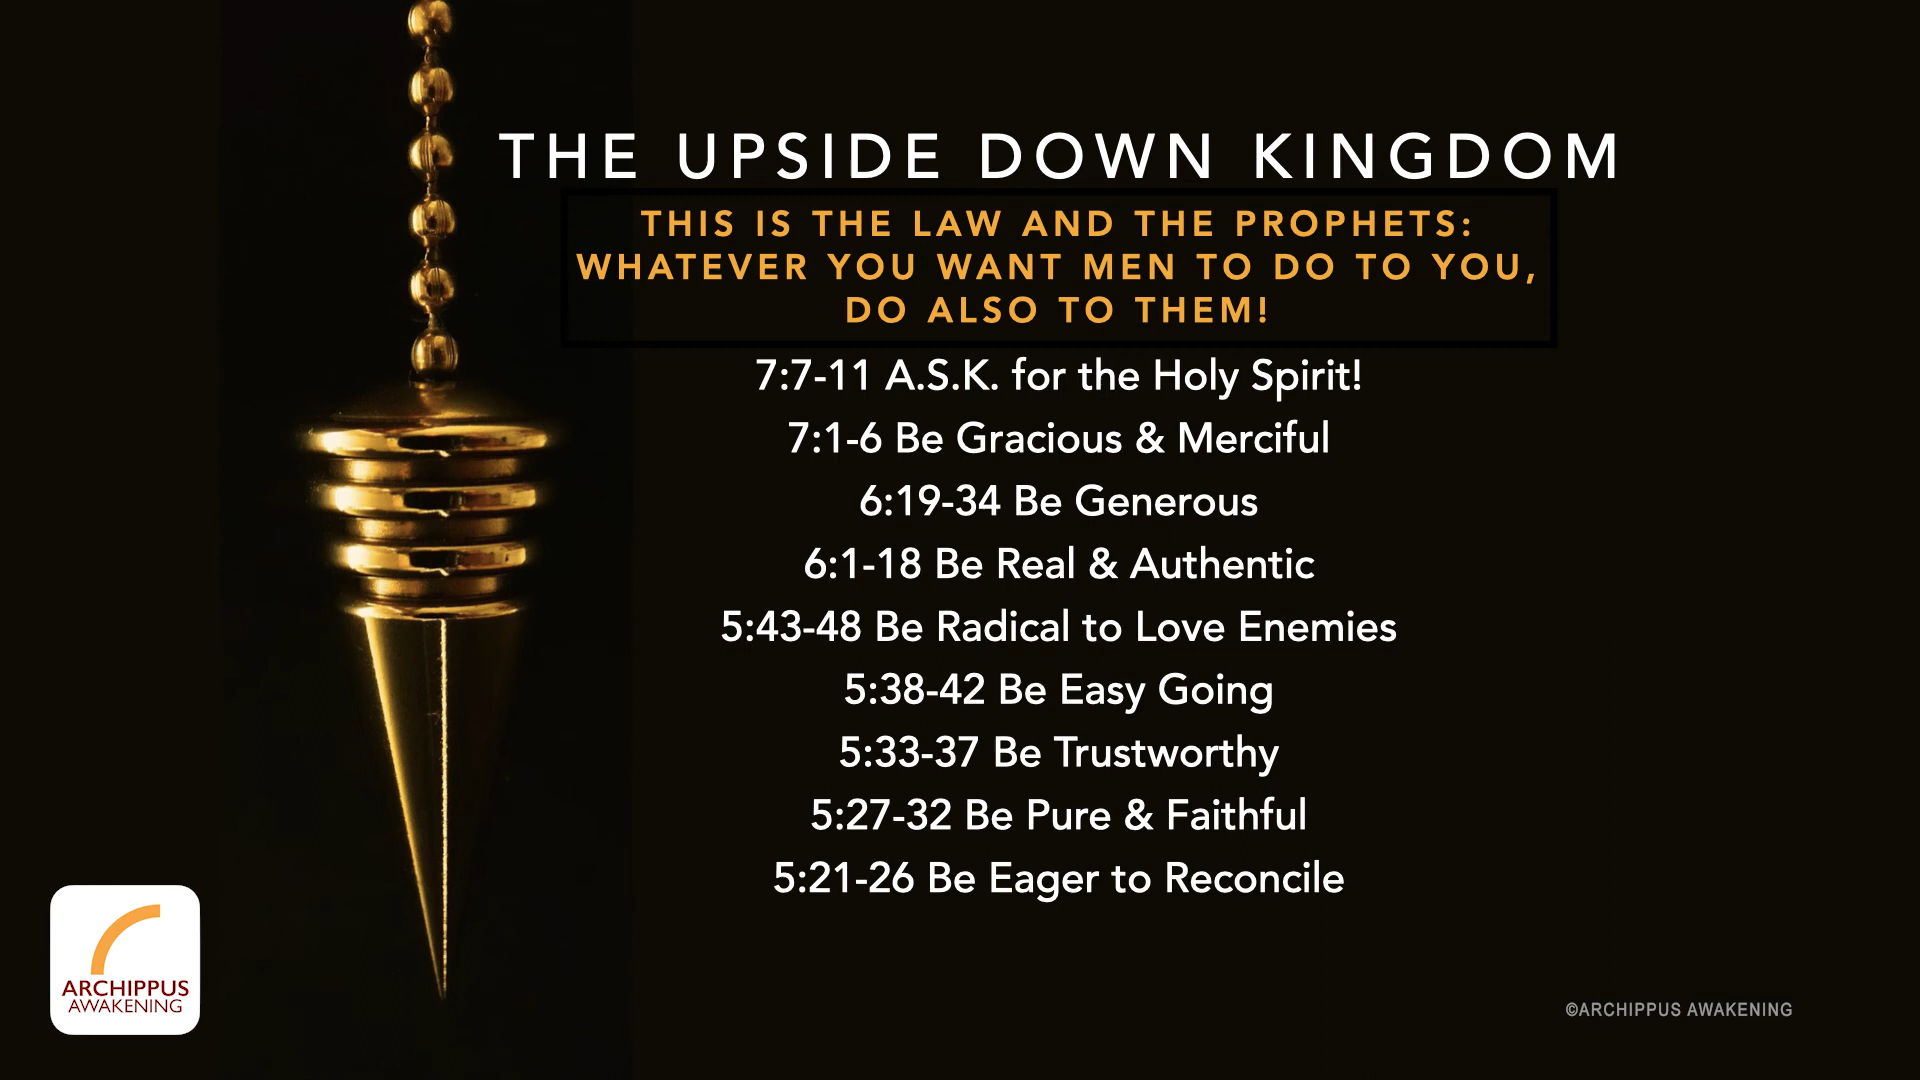 THE UPSIDE DOWN KINGDOM
THIS IS THE LAW AND THE PROPHETS:
WHATEVER YOU WANT MEN TO DO TO YOU,
DO ALSO TO THEM!
7:7-11 A.S.K. for the Holy Spirit!
7:1-6 Be Gracious & Merciful
6:19-34 Be Generous
6:1-18 Be Real & Authentic
5:43-48 Be Radical to Love Enemies
5:38-42 Be Easy Going
5:33-37 Be Trustworthy
5:27-32 Be Pure & Faithful
5:21-26 Be Eager to Reconcile
ARCHIPPUS
AWAKENING
©ARCHIPPUS AWAKENING